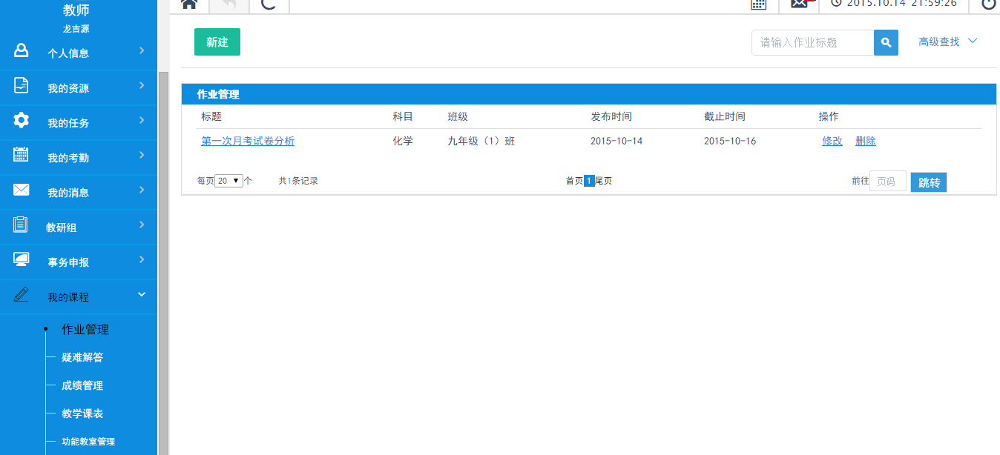 教师
龙吉源
个人信息
我的资源
我的任务
我的考勤
我的消息
教研组
事务申报
我的课程
作业管理
疑难解答
成绩管理
教学课表
功能教室管理
2015.10.14 21:59:26
新建
请输入作业标题
高级查找
作业管理
标题 科目 班级 发布时间 截止时间 操作
第一次月考试卷分析 化学 九年级（1）班 2015-10-14 2015-10-16 修改 删除
每页 20 个 共1条记录 首页 1 尾页 前往 页码 跳转